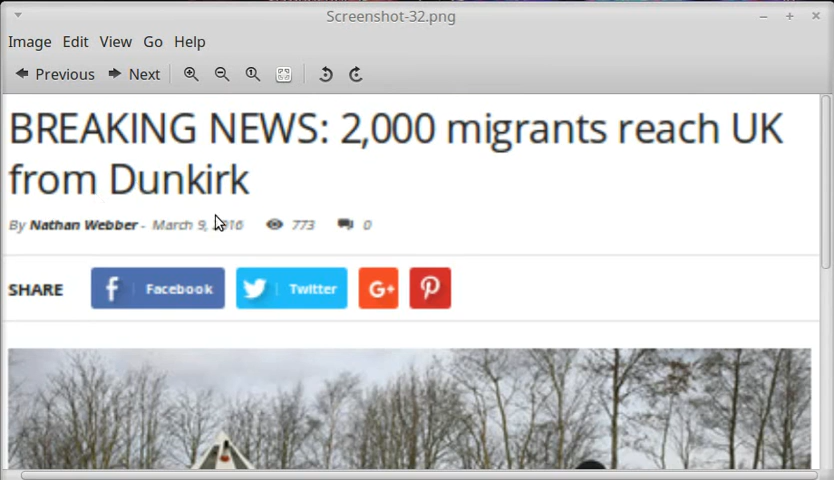 Screenshot-32.png
Image Edit View Go Help
Previous Next
BREAKING NEWS: 2,000 migrants reach UK
from Dunkirk
By Nathan Webber - March 9, 773 0
SHARE Facebook Twitter G+